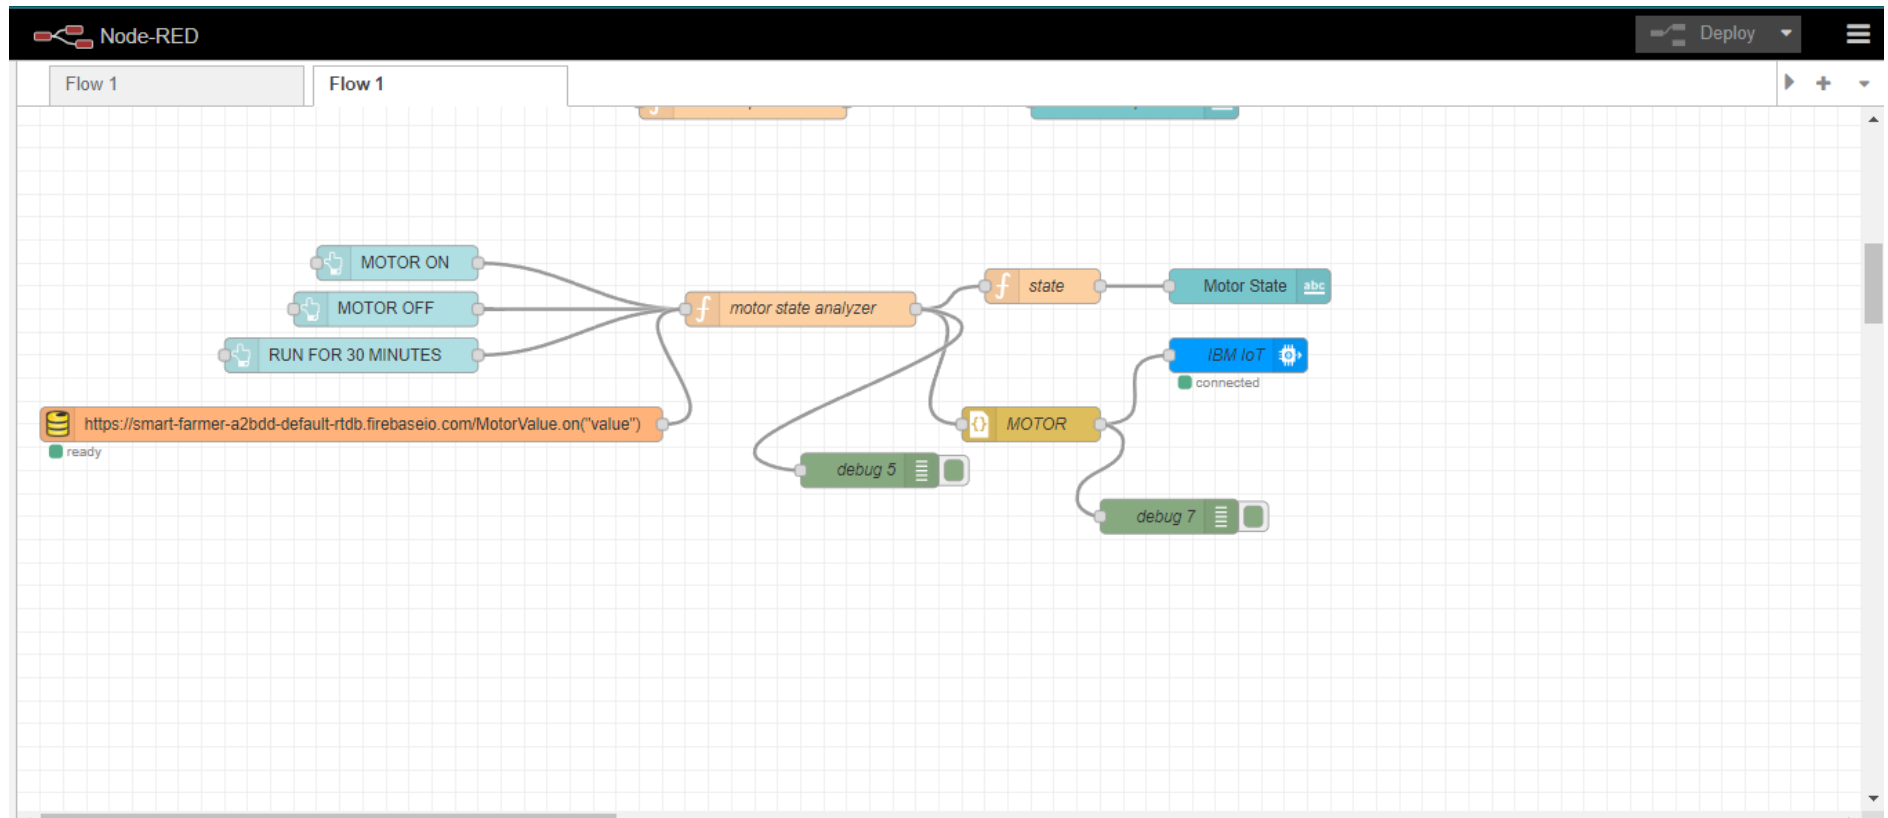 Node-RED
Deploy
Flow 1
Flow 1
MOTOR ON
MOTOR OFF
RUN FOR 30 MINUTES
motor state analyzer
state
Motor State
abc
IBM IoT
connected
https://smart-farmer-a2bdd-default-rtdb.firebaseio.com/MotorValue.on("value")
ready
MOTOR
debug 5
debug 7